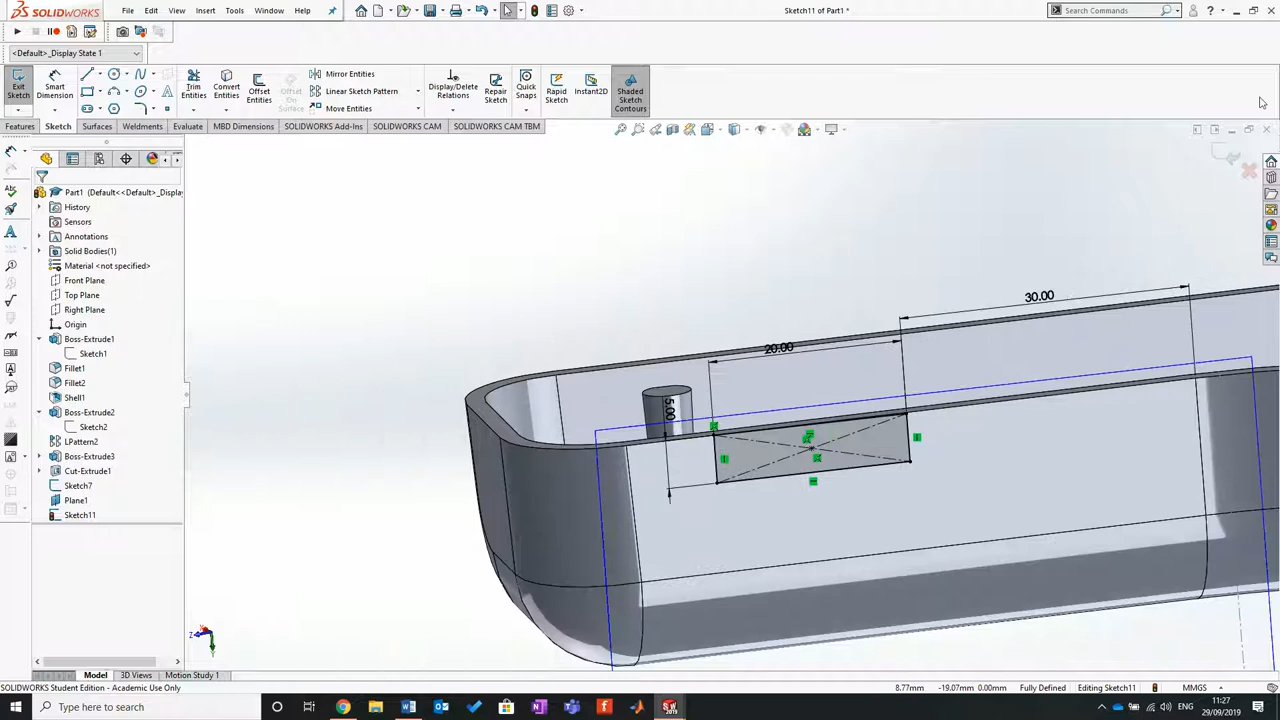 SOLIDWORKS File Edit View Insert Tools Window Sketch11 of Part1 * Search Commands ?
<Default>_Display State 1
Exit Sketch
Smart Dimension
Trim Entities
Convert Entities
Offset Entities
Offset On Surface
Mirror Entities
Linear Sketch Pattern
Move Entities
Display/Delete Relations
Repair Sketch
Quick Snaps
Rapid Sketch
Instant2D
Shaded Sketch Contours
Features Sketch Surfaces Weldments Evaluate MBD Dimensions SOLIDWORKS Add-Ins SOLIDWORKS CAM SOLIDWORKS CAM TBM
Part1 (Default<<Default>_Display
History
Sensors
Annotations
Solid Bodies(1)
Material <not specified>
Front Plane
Top Plane
Right Plane
Origin
Boss-Extrude1
Sketch1
Fillet1
Fillet2
Shell1
Boss-Extrude2
Sketch2
LPattern2
Boss-Extrude3
Cut-Extrude1
Sketch7
Plane1
Sketch11
30.00
20.00
5.00
Z
Y
Model 3D Views Motion Study 1
SOLIDWORKS Student Edition - Academic Use Only 8.77mm -19.07mm 0.00mm Fully Defined Editing Sketch11 MMGS
Type here to search
ENG
11:27
29/09/2019